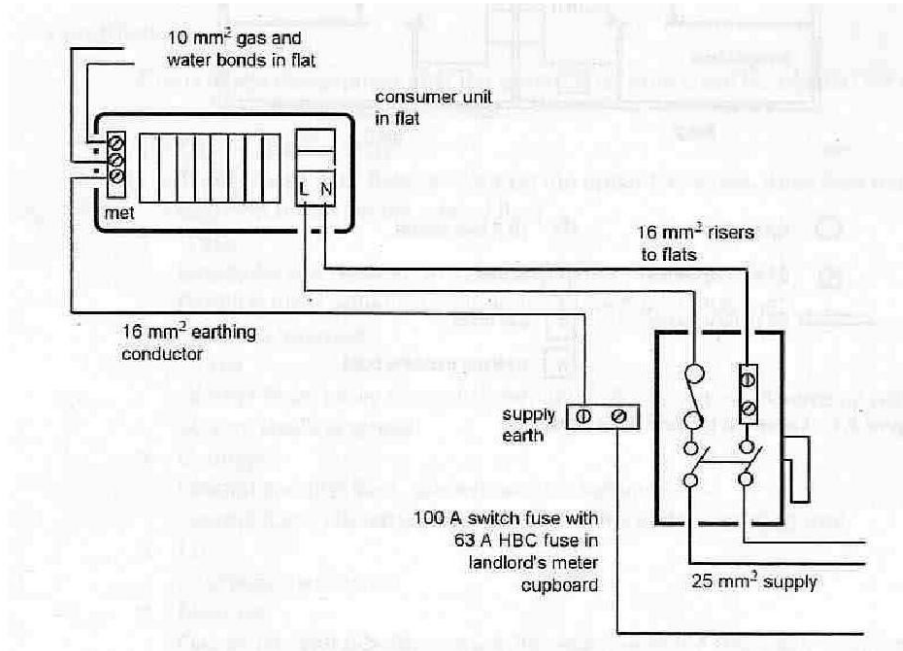 10 mm² gas and
water bonds in flat
consumer unit
in flat
L N
met
16 mm² risers
to flats
16 mm² earthing
conductor
supply
earth
100 A switch fuse with
63 A HBC fuse in
landlord's meter
cupboard
25 mm² supply